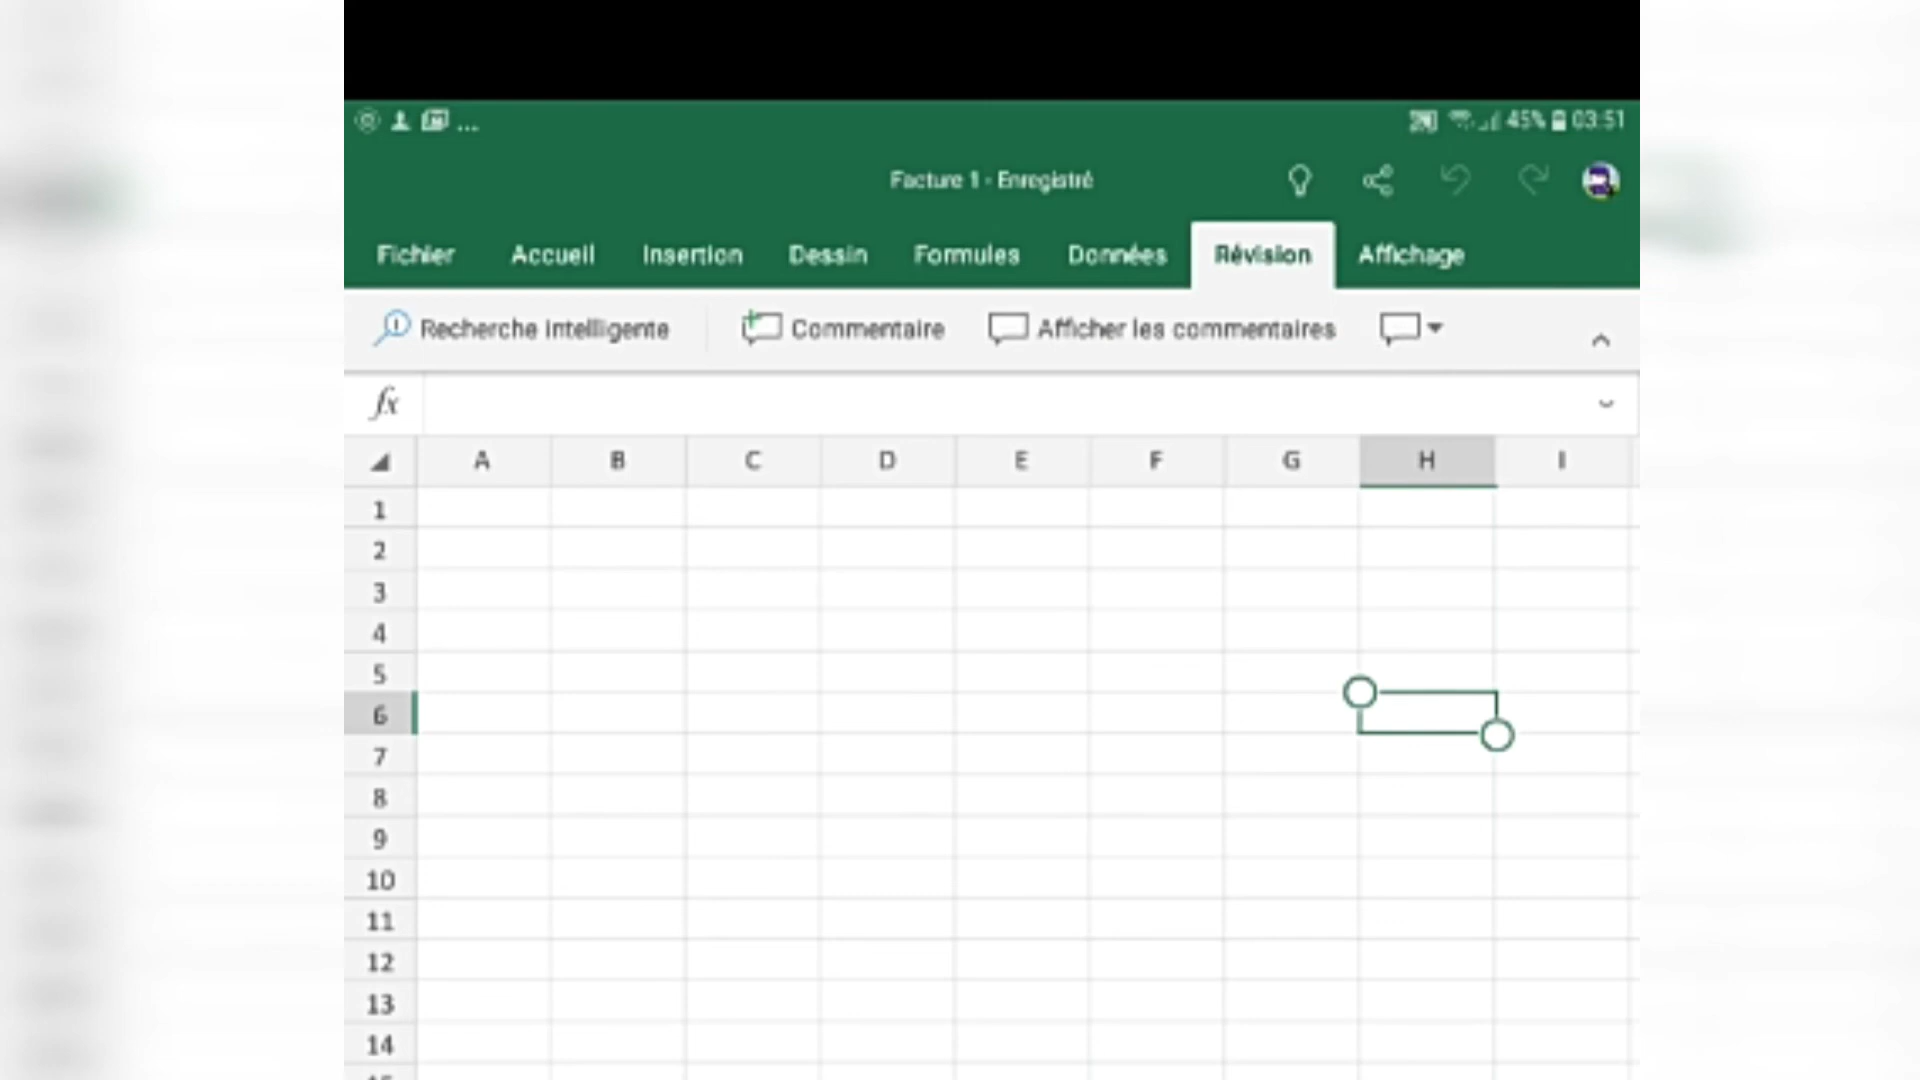 ... 45% 03:51
Facture 1 - Enregistré
Fichier Accueil Insertion Dessin Formules Données Révision Affichage
Recherche intelligente Commentaire Afficher les commentaires
fx
A B C D E F G H I
1
2
3
4
5
6
7
8
9
10
11
12
13
14